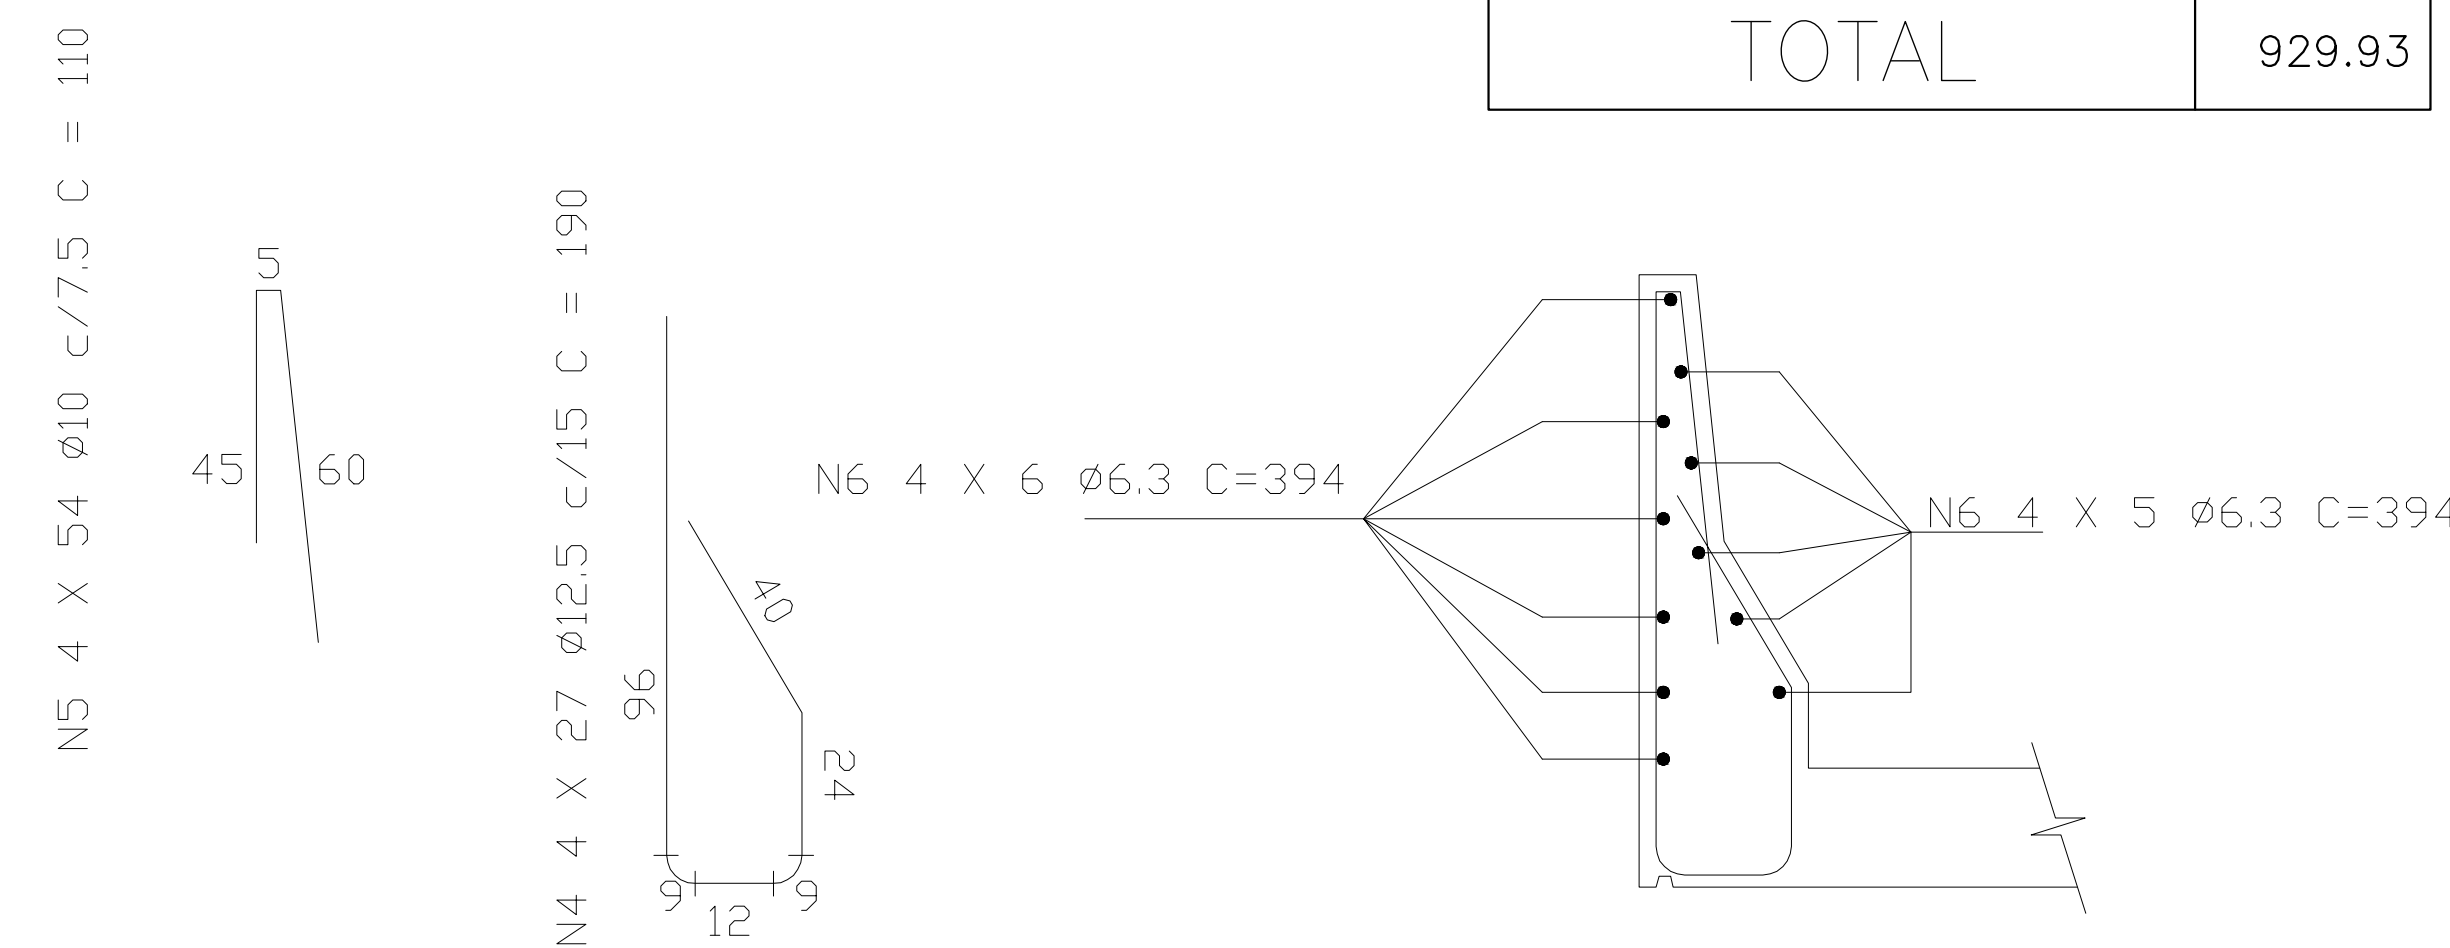 TOTAL 929.93
N5 4 X 54 ø10 c/7.5 C = 110
5
45
60
N4 4 X 27 ø12.5 c/15 C = 190
96
40
24
9
12
9
N6 4 X 6 ø6.3 C=394
N6 4 X 5 ø6.3 C=394